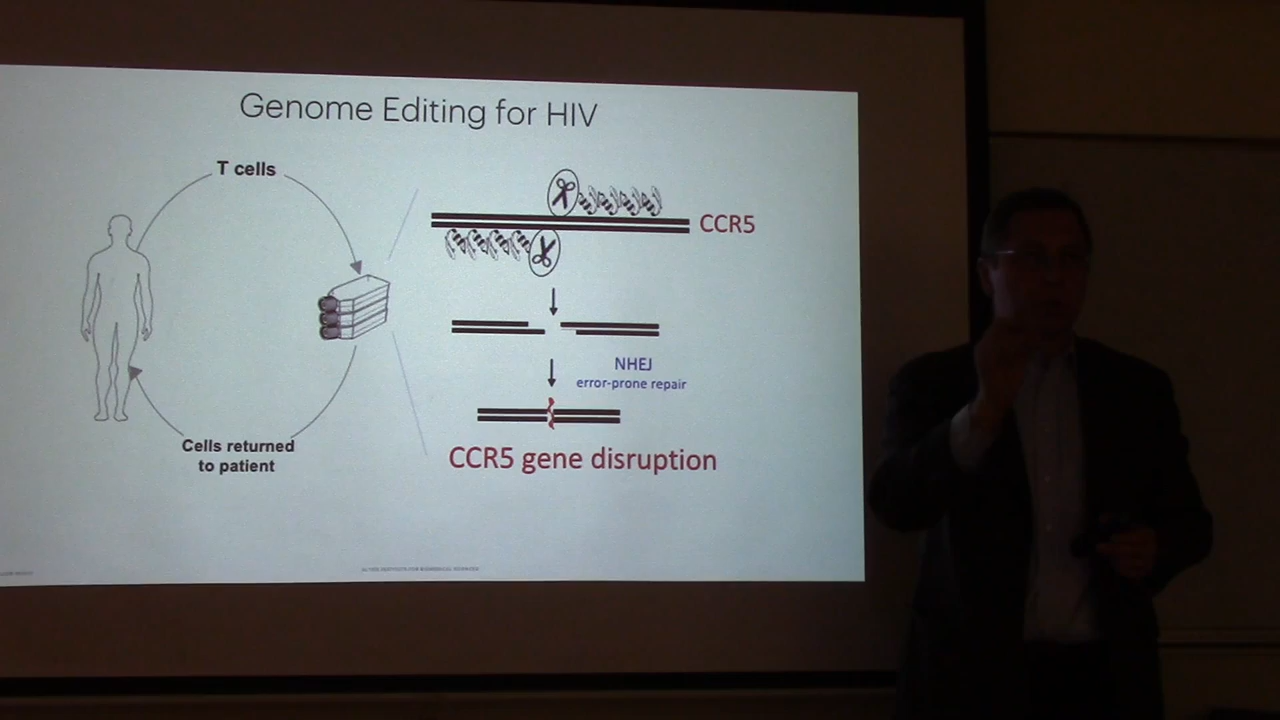 Genome Editing for HIV
T cells
CCR5
NHEJ
error-prone repair
Cells returned
to patient
CCR5 gene disruption